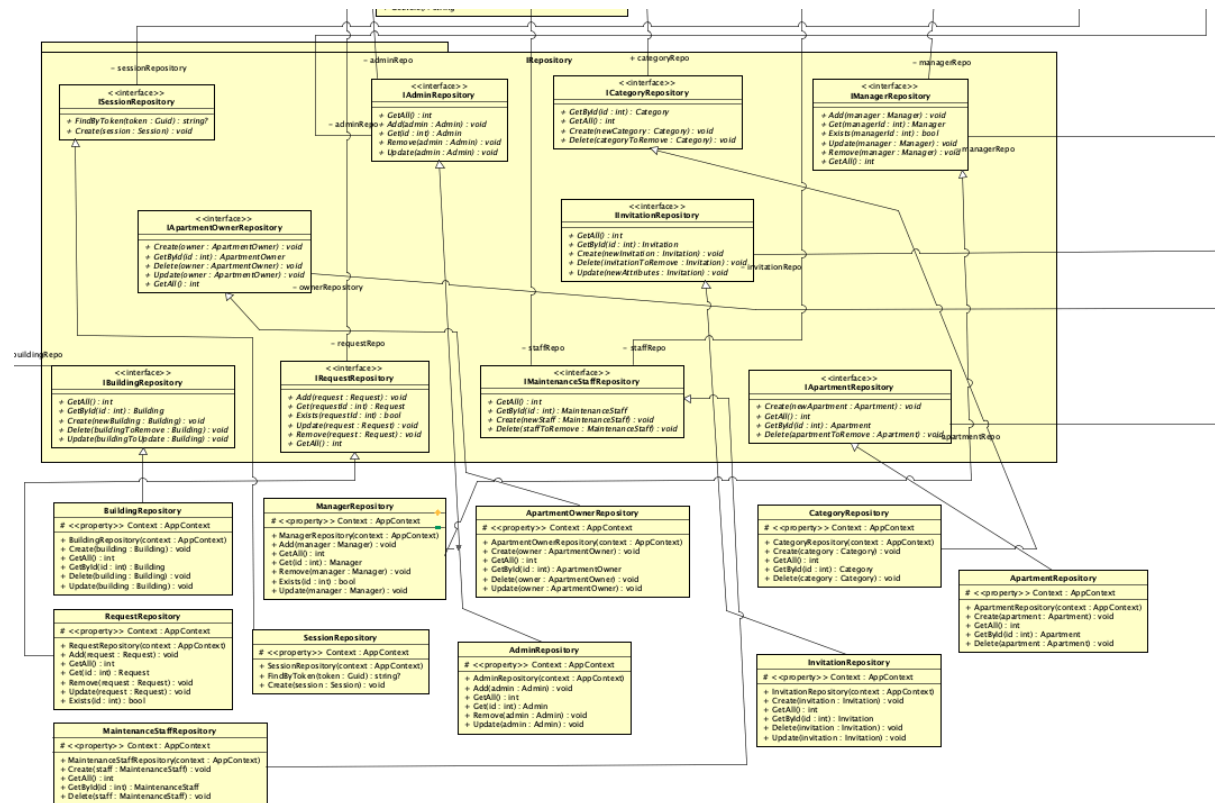 IRepository
~ sessionRepository
~ adminRepo
+ categoryRepo
~ managerRepo
<<interface>>
ISessionRepository
+ FindByToken(token : Guid) : string?
+ Create(session : Session) : void
<<interface>>
IAdminRepository
+ GetAll() : int
+ Add(admin : Admin) : void
+ Get(id : int) : Admin
+ Remove(admin : Admin) : void
+ Update(admin : Admin) : void
~ adminRepo
<<interface>>
ICategoryRepository
+ GetById(id : int) : Category
+ GetAll() : int
+ Create(newCategory : Category) : void
+ Delete(categoryToRemove : Category) : void
<<interface>>
IManagerRepository
+ Add(manager : Manager) : void
+ Get(managerId : int) : Manager
+ Exists(managerId : int) : bool
+ Update(manager : Manager) : void
+ Remove(manager : Manager) : void
+ GetAll() : int
~ managerRepo
<<interface>>
IApartmentOwnerRepository
+ Create(owner : ApartmentOwner) : void
+ GetById(id : int) : ApartmentOwner
+ Delete(owner : ApartmentOwner) : void
+ Update(owner : ApartmentOwner) : void
+ GetAll() : int
~ ownerRepository
<<interface>>
IInvitationRepository
+ GetAll() : int
+ GetById(id : int) : Invitation
+ Create(newInvitation : Invitation) : void
+ Delete(invitationToRemove : Invitation) : void
+ Update(newAttributes : Invitation) : void
~ invitationRepo
buildingRepo
~ requestRepo
~ staffRepo
~ staffRepo
<<interface>>
IBuildingRepository
+ GetAll() : int
+ GetById(id : int) : Building
+ Create(newBuilding : Building) : void
+ Delete(buildingToRemove : Building) : void
+ Update(buildingToUpdate : Building) : void
<<interface>>
IRequestRepository
+ Add(request : Request) : void
+ Get(requestId : int) : Request
+ Exists(requestId : int) : bool
+ Update(request : Request) : void
+ Remove(request : Request) : void
+ GetAll() : int
<<interface>>
IMaintenanceStaffRepository
+ GetAll() : int
+ GetById(id : int) : MaintenanceStaff
+ Create(newStaff : MaintenanceStaff) : void
+ Delete(staffToRemove : MaintenanceStaff) : void
<<interface>>
IApartmentRepository
+ Create(newApartment : Apartment) : void
+ GetAll() : int
+ GetById(id : int) : Apartment
+ Delete(apartmentToRemove : Apartment) : void
~ apartmentRepo
BuildingRepository
# <<property>> Context : AppContext
+ BuildingRepository(context : AppContext)
+ Create(building : Building) : void
+ GetAll() : int
+ GetById(id : int) : Building
+ Delete(building : Building) : void
+ Update(building : Building) : void
ManagerRepository
# <<property>> Context : AppContext
+ ManagerRepository(context : AppContext)
+ Add(manager : Manager) : void
+ GetAll() : int
+ Get(id : int) : Manager
+ Remove(manager : Manager) : void
+ Exists(id : int) : bool
+ Update(manager : Manager) : void
ApartmentOwnerRepository
# <<property>> Context : AppContext
+ ApartmentOwnerRepository(context : AppContext)
+ Create(owner : ApartmentOwner) : void
+ GetAll() : int
+ GetById(id : int) : ApartmentOwner
+ Delete(owner : ApartmentOwner) : void
+ Update(owner : ApartmentOwner) : void
CategoryRepository
# <<property>> Context : AppContext
+ CategoryRepository(context : AppContext)
+ Create(category : Category) : void
+ GetAll() : int
+ GetById(id : int) : Category
+ Delete(category : Category) : void
ApartmentRepository
# <<property>> Context : AppContext
+ ApartmentRepository(context : AppContext)
+ Create(apartment : Apartment) : void
+ GetAll() : int
+ GetById(id : int) : Apartment
+ Delete(apartment : Apartment) : void
RequestRepository
# <<property>> Context : AppContext
+ RequestRepository(context : AppContext)
+ Add(request : Request) : void
+ GetAll() : int
+ Get(id : int) : Request
+ Remove(request : Request) : void
+ Update(request : Request) : void
+ Exists(id : int) : bool
SessionRepository
# <<property>> Context : AppContext
+ SessionRepository(context : AppContext)
+ FindByToken(token : Guid) : string?
+ Create(session : Session) : void
AdminRepository
# <<property>> Context : AppContext
+ AdminRepository(context : AppContext)
+ Add(admin : Admin) : void
+ GetAll() : int
+ Get(id : int) : Admin
+ Remove(admin : Admin) : void
+ Update(admin : Admin) : void
InvitationRepository
# <<property>> Context : AppContext
+ InvitationRepository(context : AppContext)
+ Create(invitation : Invitation) : void
+ GetAll() : int
+ GetById(id : int) : Invitation
+ Delete(invitation : Invitation) : void
+ Update(invitation : Invitation) : void
MaintenanceStaffRepository
# <<property>> Context : AppContext
+ MaintenanceStaffRepository(context : AppContext)
+ Create(staff : MaintenanceStaff) : void
+ GetAll() : int
+ GetById(id : int) : MaintenanceStaff
+ Delete(staff : MaintenanceStaff) : void